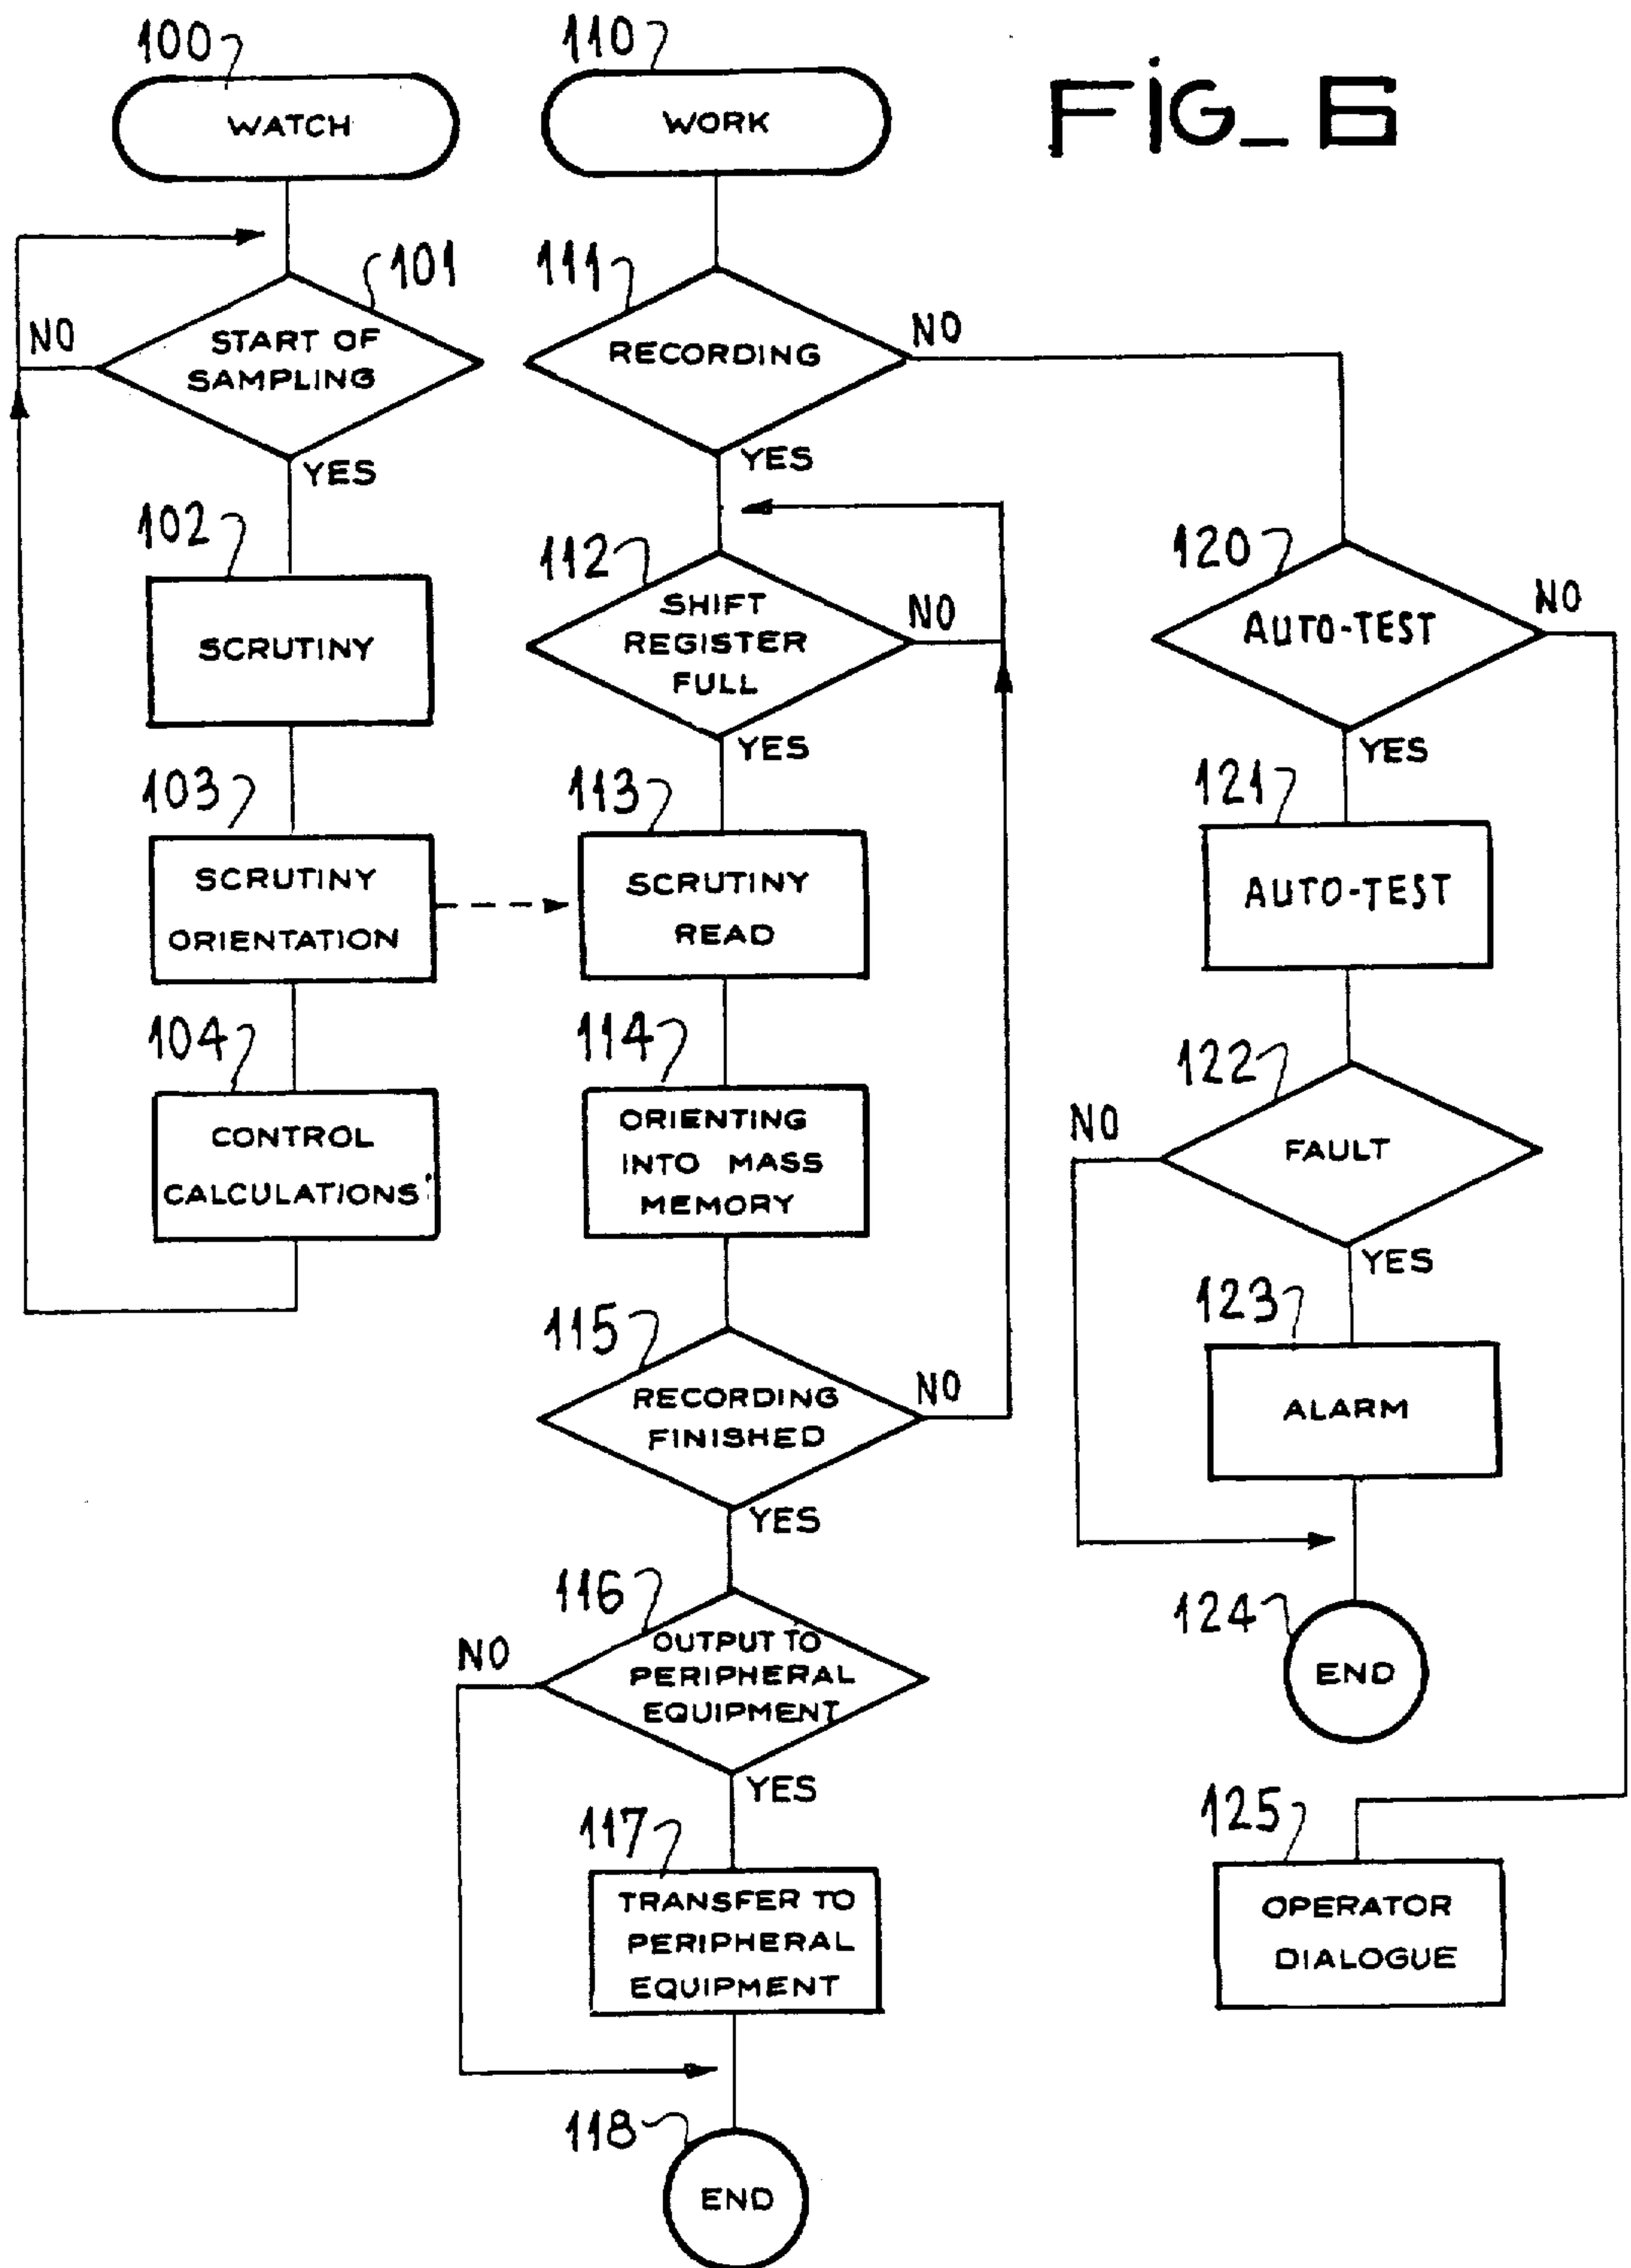 FIG_6
100
WATCH
101
START OF
SAMPLING
NO
YES
102
SCRUTINY
103
SCRUTINY
ORIENTATION
104
CONTROL
CALCULATIONS
110
WORK
111
RECORDING
NO
YES
112
SHIFT
REGISTER
FULL
NO
YES
113
SCRUTINY
READ
114
ORIENTING
INTO MASS
MEMORY
115
RECORDING
FINISHED
NO
YES
116
OUTPUT TO
PERIPHERAL
EQUIPMENT
NO
YES
117
TRANSFER TO
PERIPHERAL
EQUIPMENT
118
END
120
AUTO-TEST
NO
YES
121
AUTO-TEST
122
FAULT
NO
YES
123
ALARM
124
END
125
OPERATOR
DIALOGUE